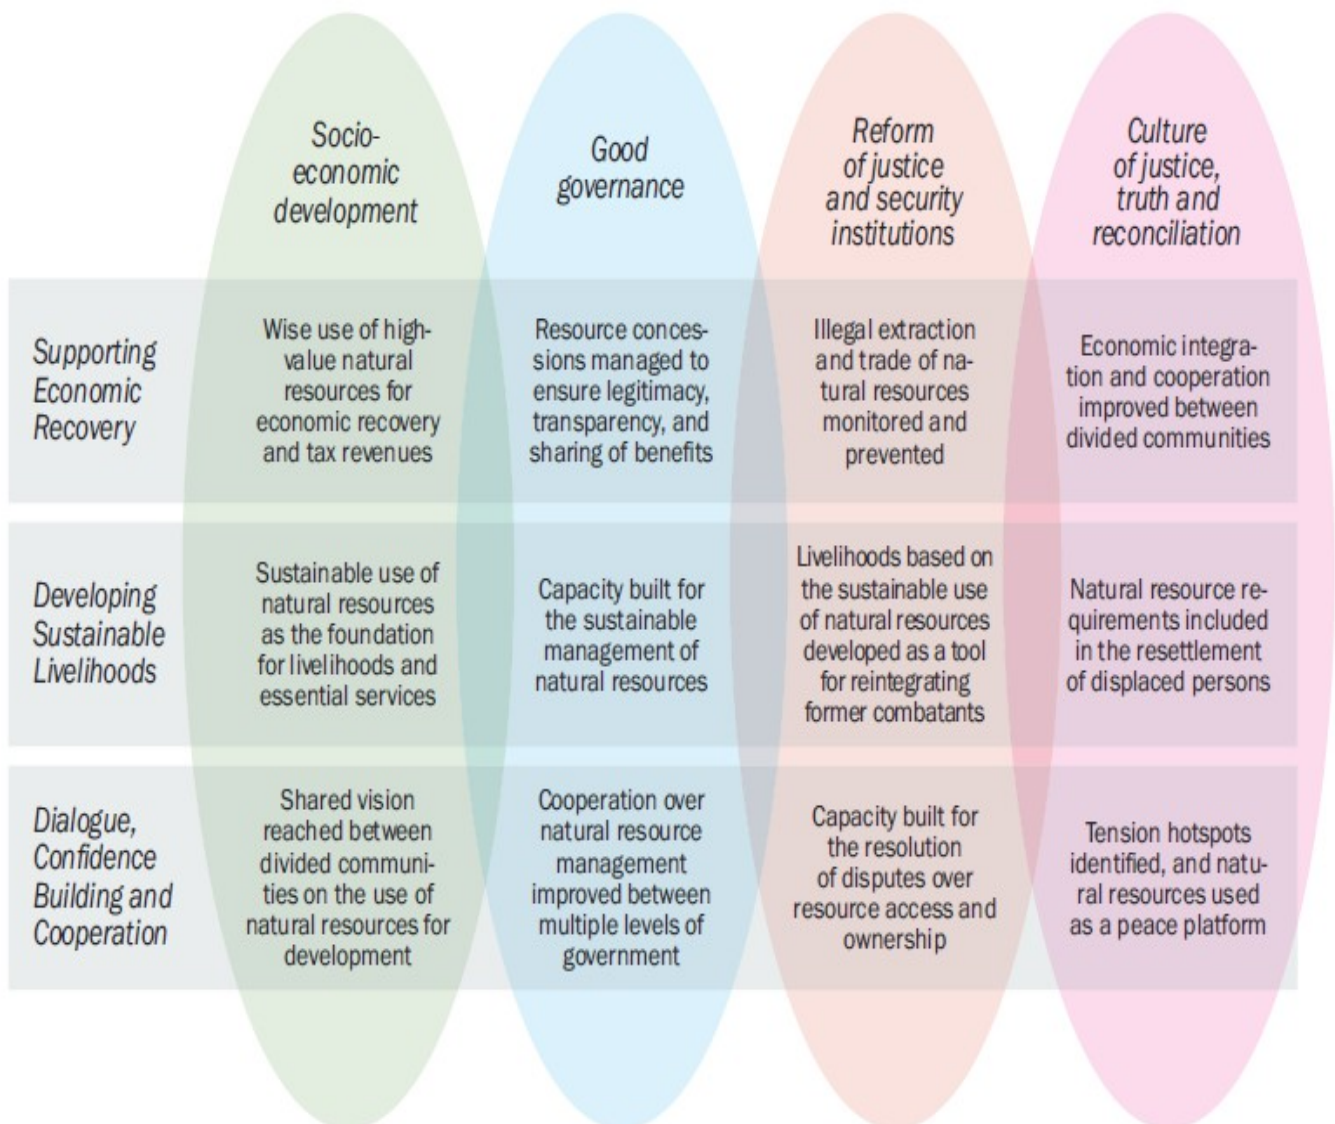 Socio-
economic
development
Good
governance
Reform
of justice
and security
institutions
Culture
of justice,
truth and
reconciliation
Supporting
Economic
Recovery
Wise use of high-
value natural
resources for
economic recovery
and tax revenues
Resource conces-
sions managed to
ensure legitimacy,
transparency, and
sharing of benefits
Illegal extraction
and trade of na-
tural resources
monitored and
prevented
Economic integra-
tion and cooperation
improved between
divided communities
Developing
Sustainable
Livelihoods
Sustainable use of
natural resources
as the foundation
for livelihoods and
essential services
Capacity built for
the sustainable
management of
natural resources
Livelihoods based on
the sustainable use
of natural resources
developed as a tool
for reintegrating
former combatants
Natural resource re-
quirements included
in the resettlement
of displaced persons
Dialogue,
Confidence
Building and
Cooperation
Shared vision
reached between
divided communi-
ties on the use of
natural resources for
development
Cooperation over
natural resource
management
improved between
multiple levels of
government
Capacity built for
the resolution
of disputes over
resource access and
ownership
Tension hotspots
identified, and natu-
ral resources used
as a peace platform